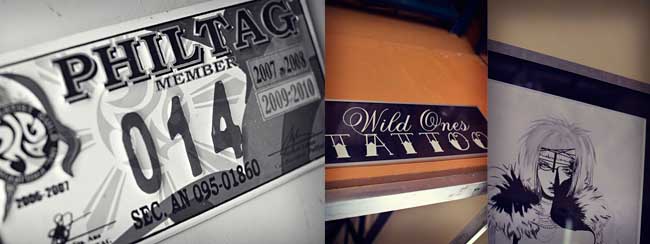 PHILTAG
MEMBER
2007-2008
2009-2010
014
2006-2007
SEC. AN 095-01860
Wild Ones
TATTOO